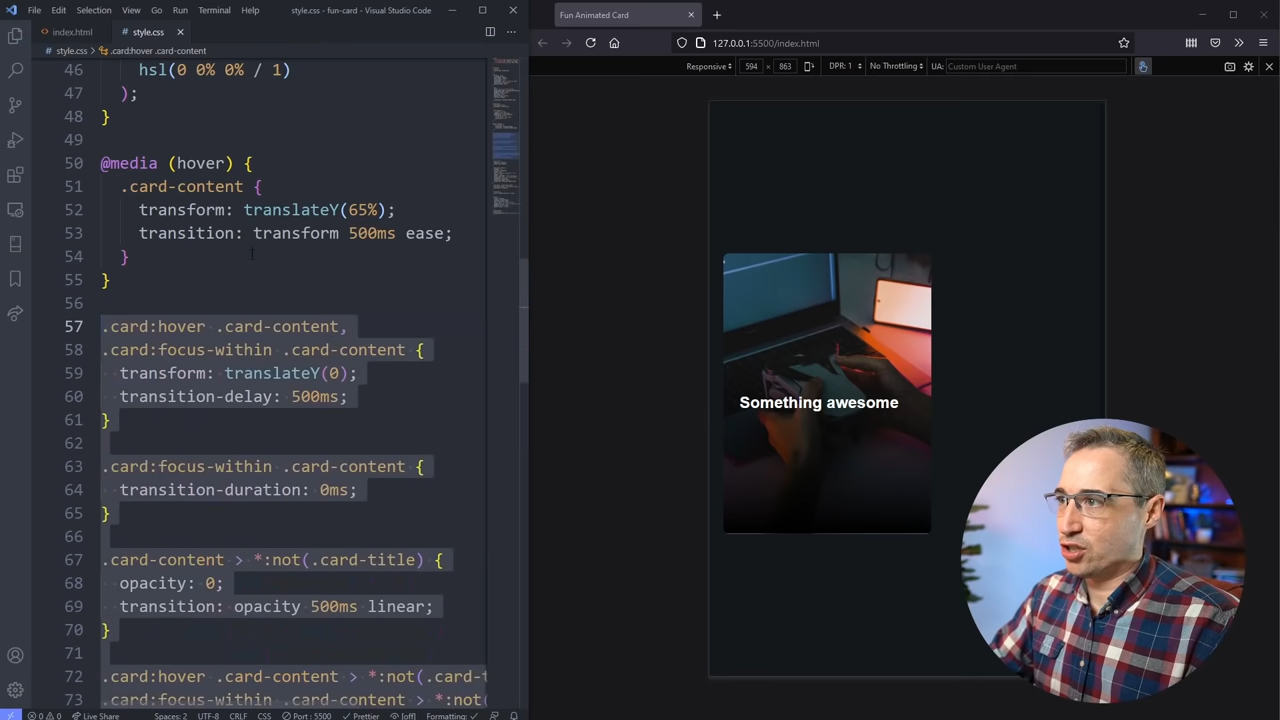 File Edit Selection View Go Run Terminal Help
style.css - fun-card - Visual Studio Code
index.html
style.css
style.css > .card:hover .card-content
46 hsl(0 0% 0% / 1)
47 );
48 }
49
50 @media (hover) {
51 .card-content {
52 transform: translateY(65%);
53 transition: transform 500ms ease;
54 }
55 }
56
57 .card:hover .card-content,
58 .card:focus-within .card-content {
59 transform: translateY(0);
60 transition-delay: 500ms;
61 }
62
63 .card:focus-within .card-content {
64 transition-duration: 0ms;
65 }
66
67 .card-content > *:not(.card-title) {
68 opacity: 0;
69 transition: opacity 500ms linear;
70 }
71
72 .card:hover .card-content > *:not(.card-t
73 .card:focus-within .card-content > *:not(
0 0 Live Share Spaces: 2 UTF-8 CRLF CSS Port : 5500 Prettier [off] Formatting: ✓
Fun Animated Card
127.0.0.1:5500/index.html
Responsive 594 × 863 DPR: 1 No Throttling UA: Custom User Agent
Something awesome